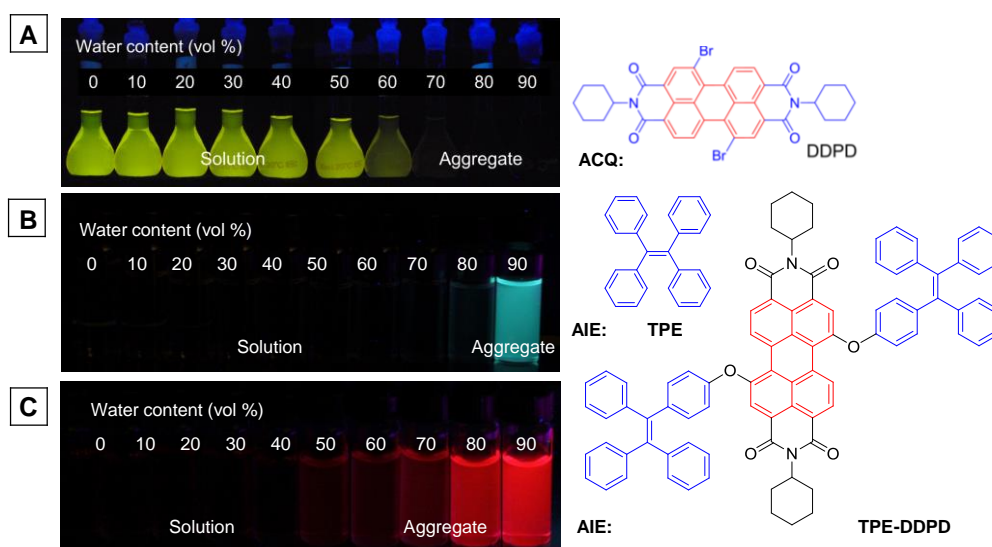 A
Water content (vol %)
0 10 20 30 40 50 60 70 80 90
Solution Aggregate
Br
O O
N N
O O
Br
ACQ: DDPD
B
Water content (vol %)
0 10 20 30 40 50 60 70 80 90
Solution Aggregate
AIE: TPE
O N O
O
O
O N O
C
Water content (vol %)
0 10 20 30 40 50 60 70 80 90
Solution Aggregate
AIE: TPE-DDPD